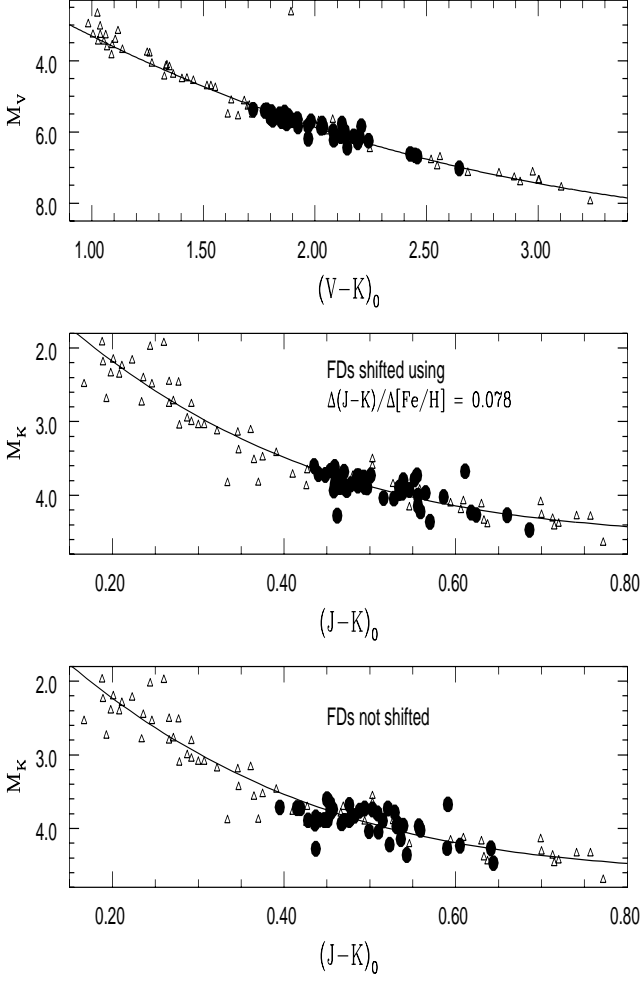 4.0
M_V
6.0
8.0
1.00 1.50 2.00 2.50 3.00
(V−K)_0
2.0
FDs shifted using
Δ(J−K)/Δ[Fe/H] = 0.078
M_K
3.0
4.0
0.20 0.40 0.60 0.80
(J−K)_0
2.0
FDs not shifted
M_K
3.0
4.0
0.20 0.40 0.60 0.80
(J−K)_0